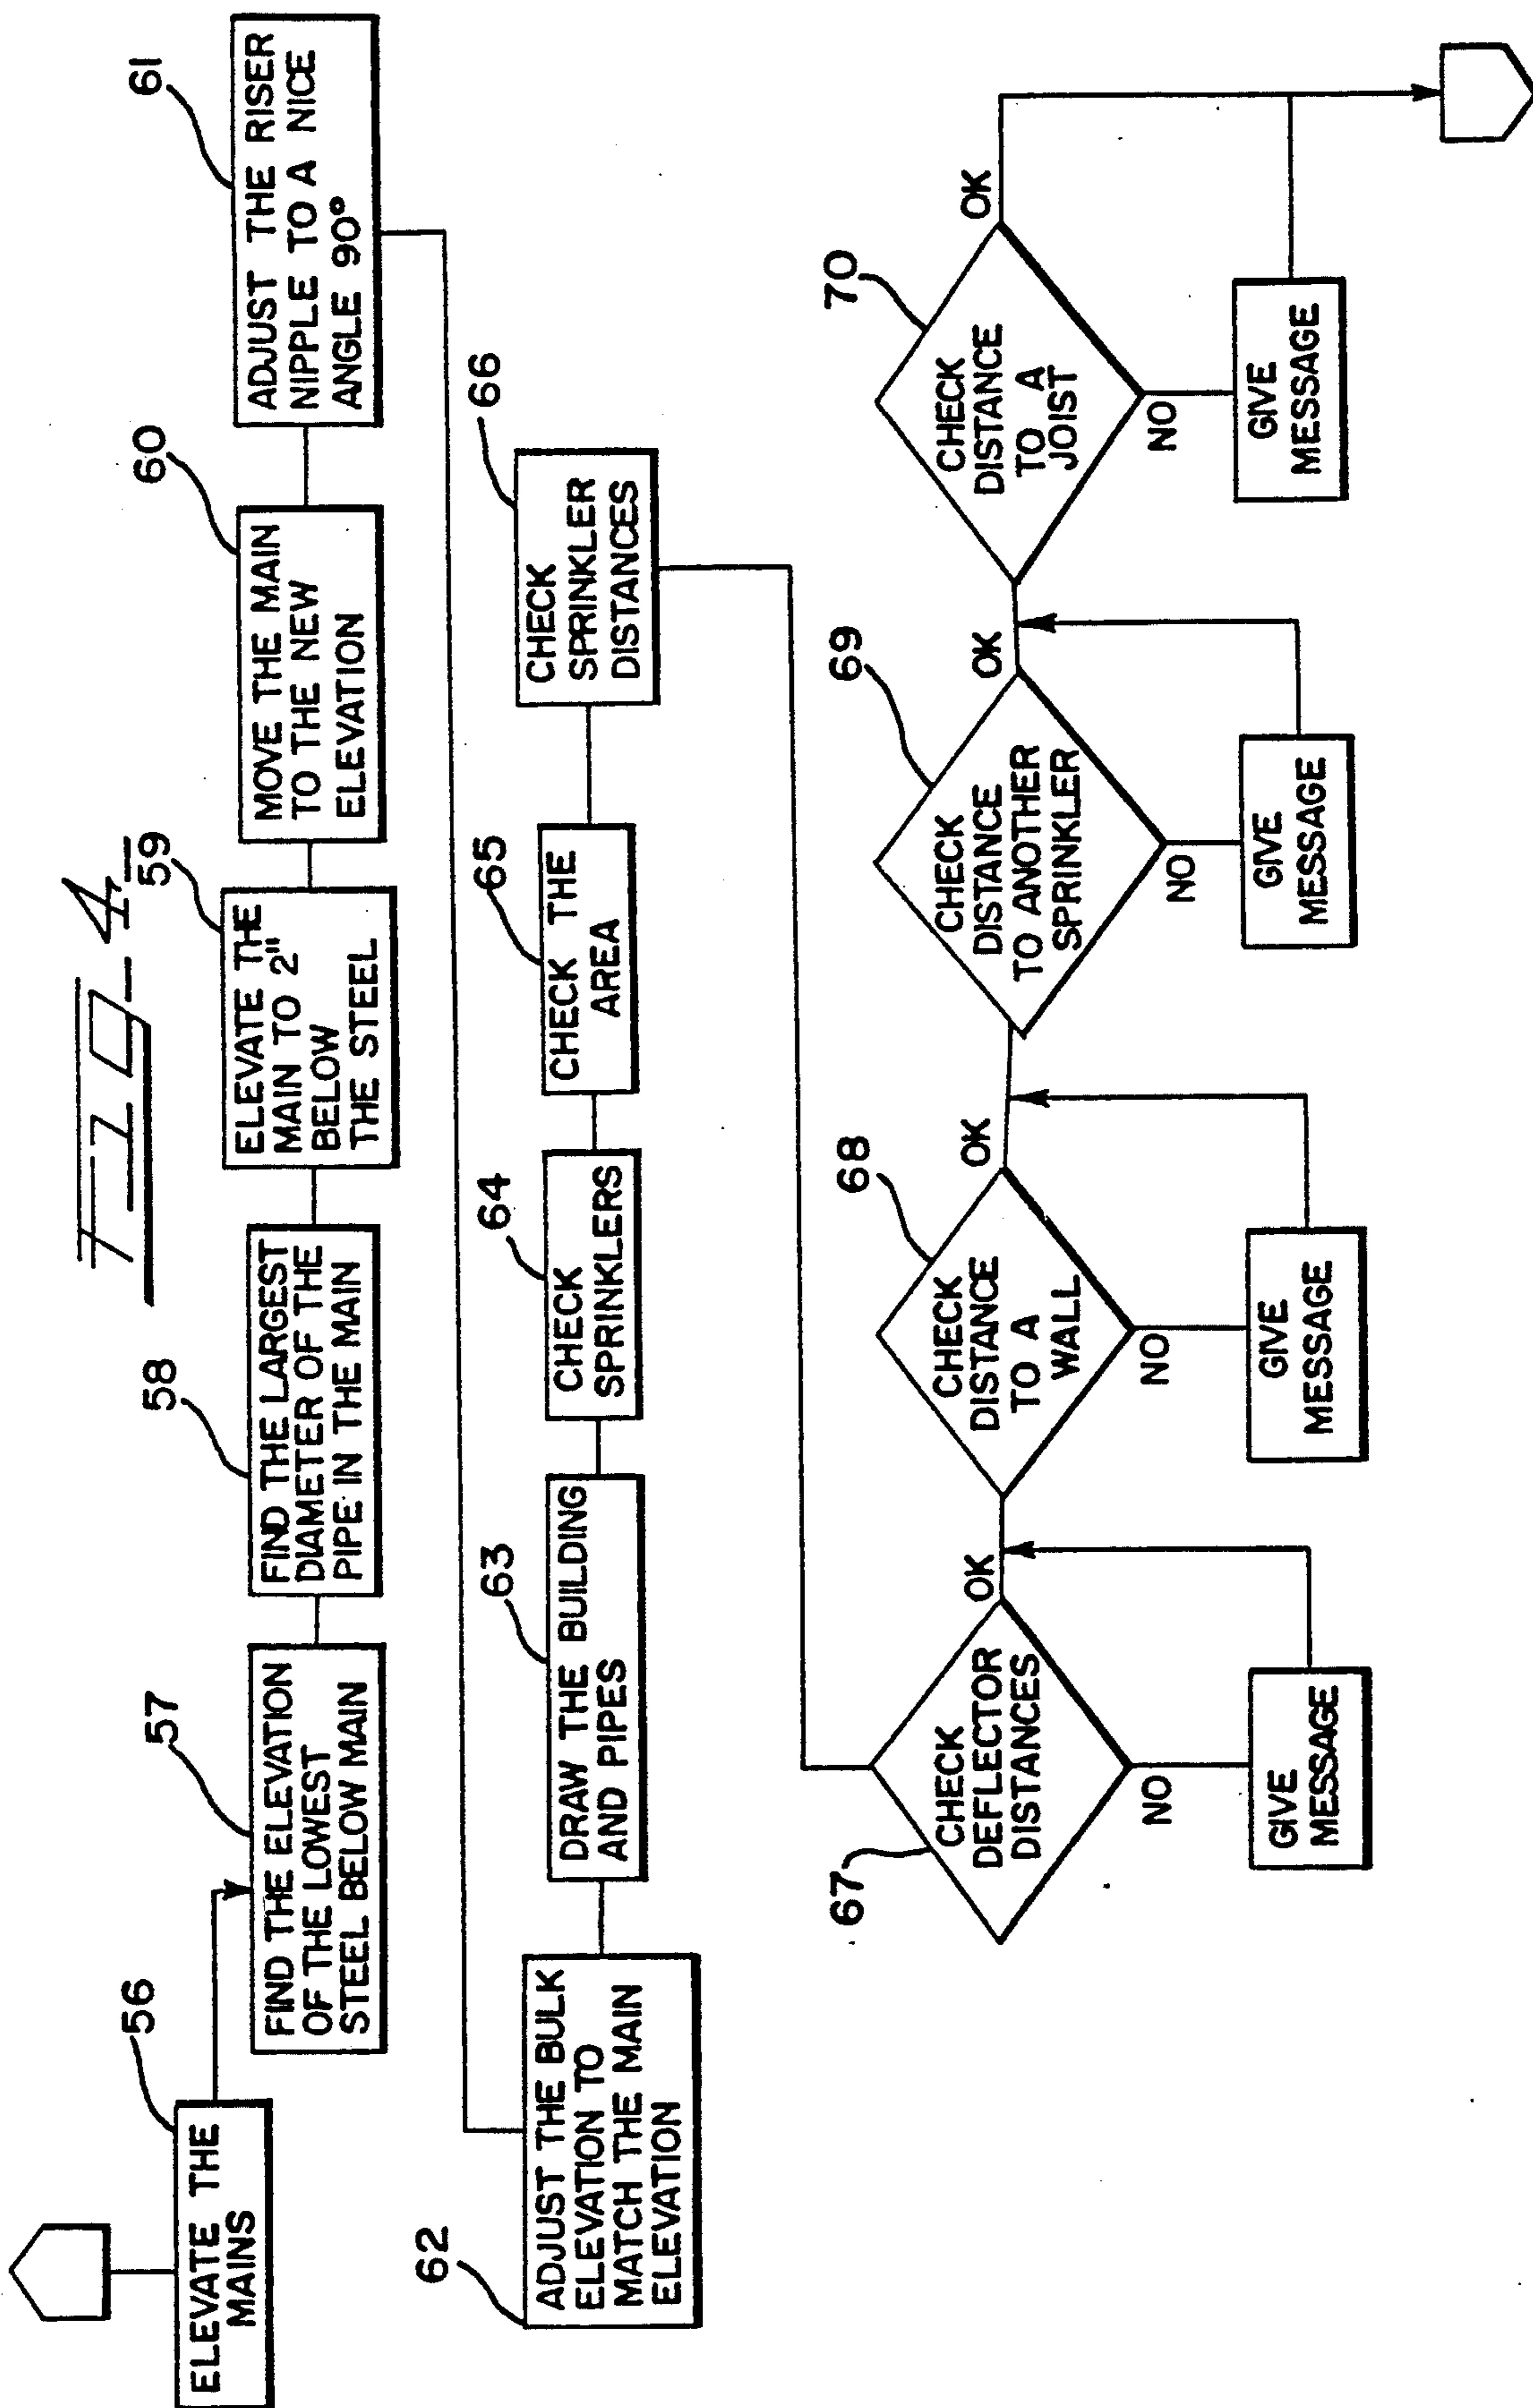 FIG-4-
56
ELEVATE THE
MAINS
57
FIND THE ELEVATION
OF THE LOWEST
STEEL BELOW MAIN
58
FIND THE LARGEST
DIAMETER OF THE
PIPE IN THE MAIN
59
ELEVATE THE
MAIN TO 2"
BELOW
THE STEEL
60
MOVE THE MAIN
TO THE NEW
ELEVATION
61
ADJUST THE RISER
NIPPLE TO A NICE
ANGLE 90°
62
ADJUST THE BULK
ELEVATION TO
MATCH THE MAIN
ELEVATION
63
DRAW THE BUILDING
AND PIPES
64
CHECK
SPRINKLERS
65
CHECK THE
AREA
66
CHECK
SPRINKLER
DISTANCES
67
CHECK
DEFLECTOR
DISTANCES
OK
NO
GIVE
MESSAGE
68
CHECK
DISTANCE
TO A
WALL
OK
NO
GIVE
MESSAGE
69
CHECK
DISTANCE
TO ANOTHER
SPRINKLER
OK
NO
GIVE
MESSAGE
70
CHECK
DISTANCE
TO A
JOIST
OK
NO
GIVE
MESSAGE